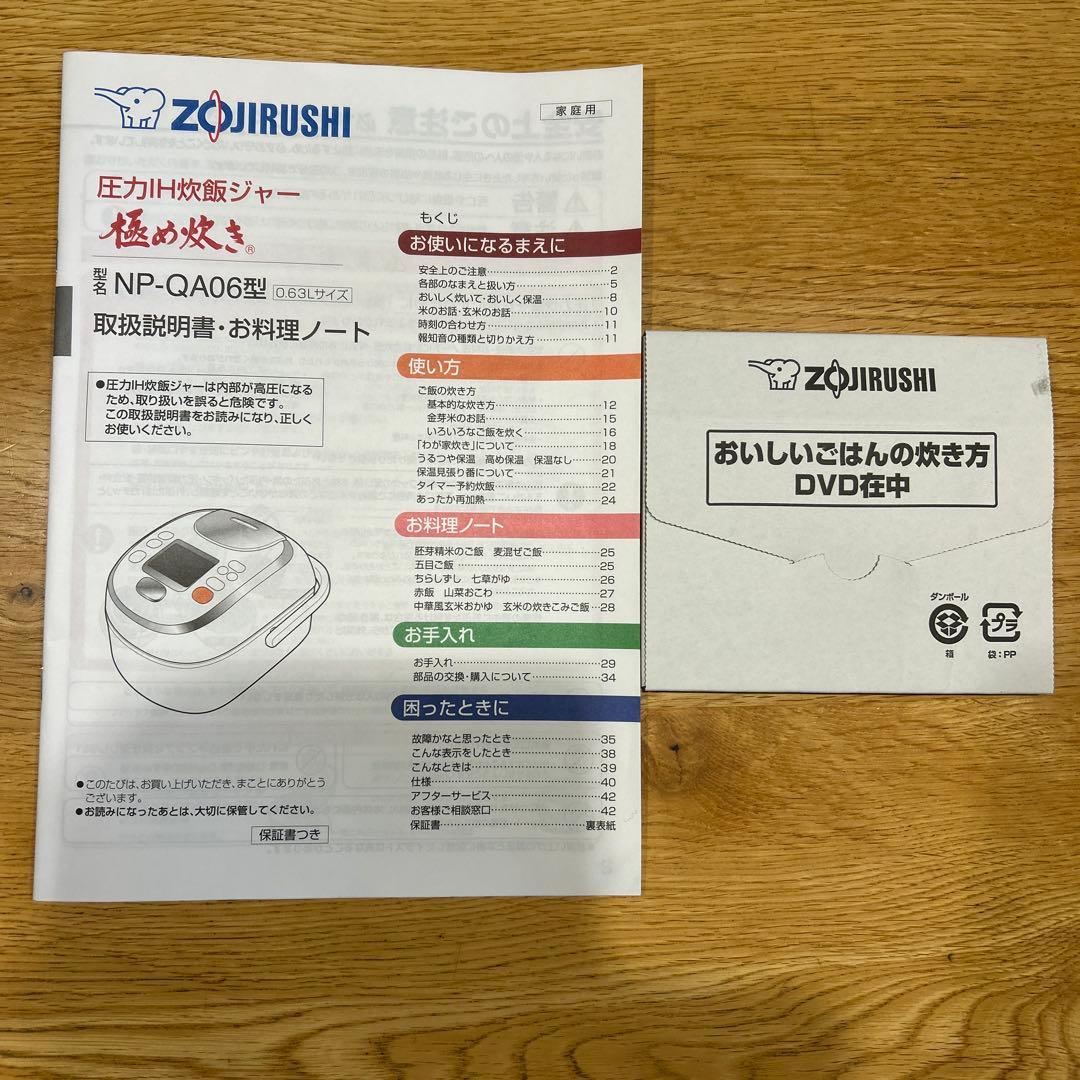 ZOJIRUSHI
家庭用
圧力IH炊飯ジャー
極め炊き®
型名 NP-QA06型 0.63Lサイズ
取扱説明書・お料理ノート
●圧力IH炊飯ジャーは内部が高圧になる
ため、取り扱いを誤ると危険です。
この取扱説明書をお読みになり、正しく
お使いください。
●このたびは、お買い上げいただき、まことにありがとう
ございます。
●お読みになったあとは、大切に保管してください。
保証書つき
もくじ
お使いになるまえに
安全上のご注意 2
各部のなまえと扱い方 5
おいしく炊いて・おいしく保温 8
米のお話・玄米のお話 10
時刻の合わせ方 11
報知音の種類と切りかえ方 11
使い方
ご飯の炊き方
基本的な炊き方 12
金芽米のお話 15
いろいろなご飯を炊く 16
「わが家炊き」について 18
うるつや保温 高め保温 保温なし 20
保温見張り番について 21
タイマー予約炊飯 22
あったか再加熱 24
お料理ノート
胚芽精米のご飯 麦混ぜご飯 25
五目ご飯 25
ちらしずし 七草がゆ 26
赤飯 山菜おこわ 27
中華風玄米おかゆ 玄米の炊きこみご飯 28
お手入れ
お手入れ 29
部品の交換・購入について 34
困ったときに
故障かなと思ったとき 35
こんな表示をしたとき 38
こんなときは 39
仕様 40
アフターサービス 42
お客様ご相談窓口 42
保証書 裏表紙
ZOJIRUSHI
おいしいごはんの炊き方
DVD在中
ダンボール
箱
プラ
袋：PP